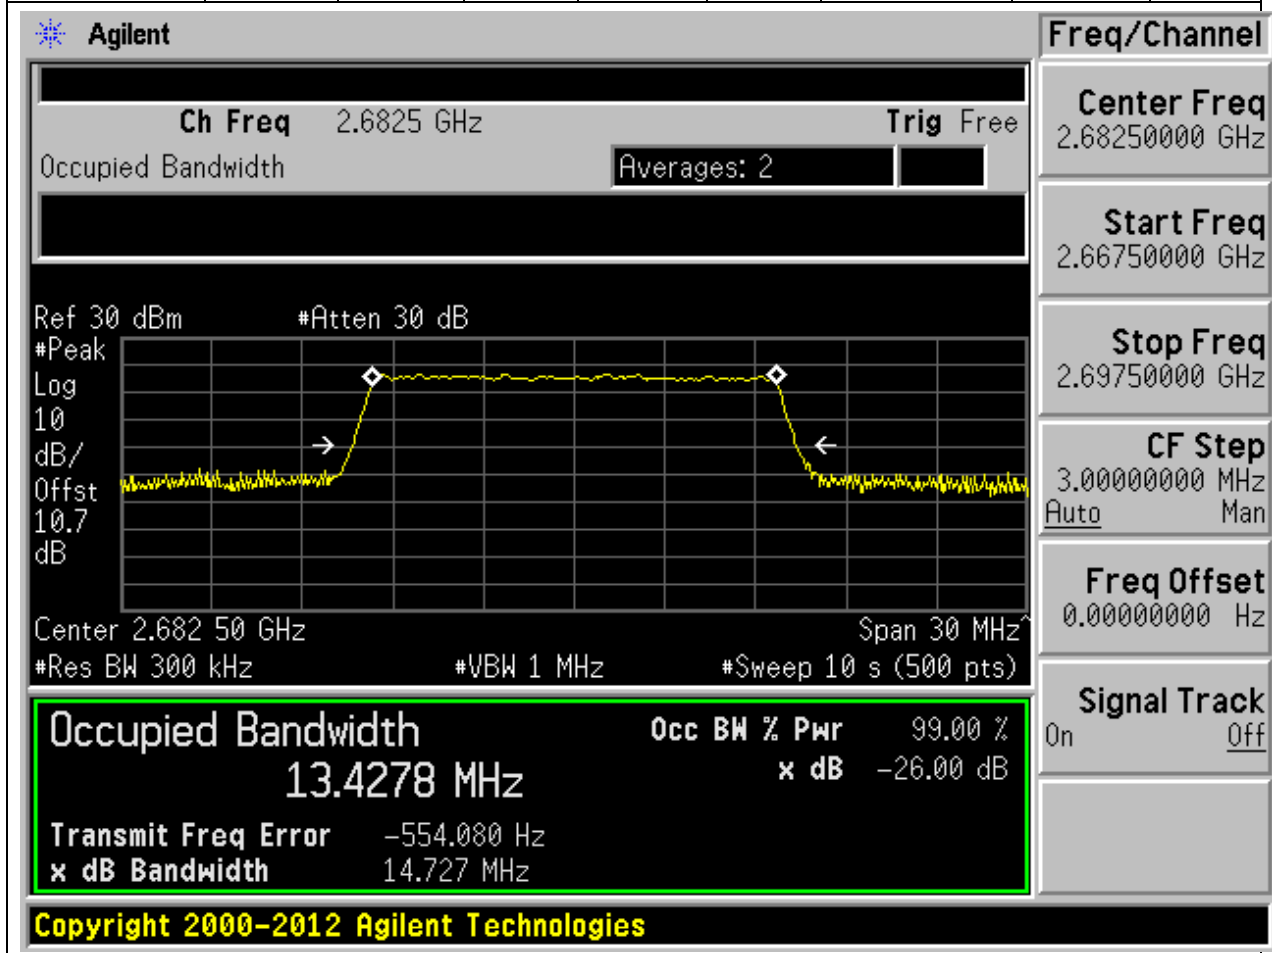 Agilent
Freq/Channel
Ch Freq 2.6825 GHz Trig Free
Occupied Bandwidth Averages: 2
Center Freq
2.68250000 GHz
Start Freq
2.66750000 GHz
Stop Freq
2.69750000 GHz
CF Step
3.00000000 MHz
Auto Man
Freq Offset
0.00000000 Hz
Signal Track
On Off
Ref 30 dBm #Atten 30 dB
#Peak
Log
10
dB/
Offst
10.7
dB
Center 2.682 50 GHz Span 30 MHz^
#Res BW 300 kHz #VBW 1 MHz #Sweep 10 s (500 pts)
Occupied Bandwidth
13.4278 MHz
Occ BW % Pwr 99.00 %
x dB -26.00 dB
Transmit Freq Error -554.080 Hz
x dB Bandwidth 14.727 MHz
Copyright 2000-2012 Agilent Technologies